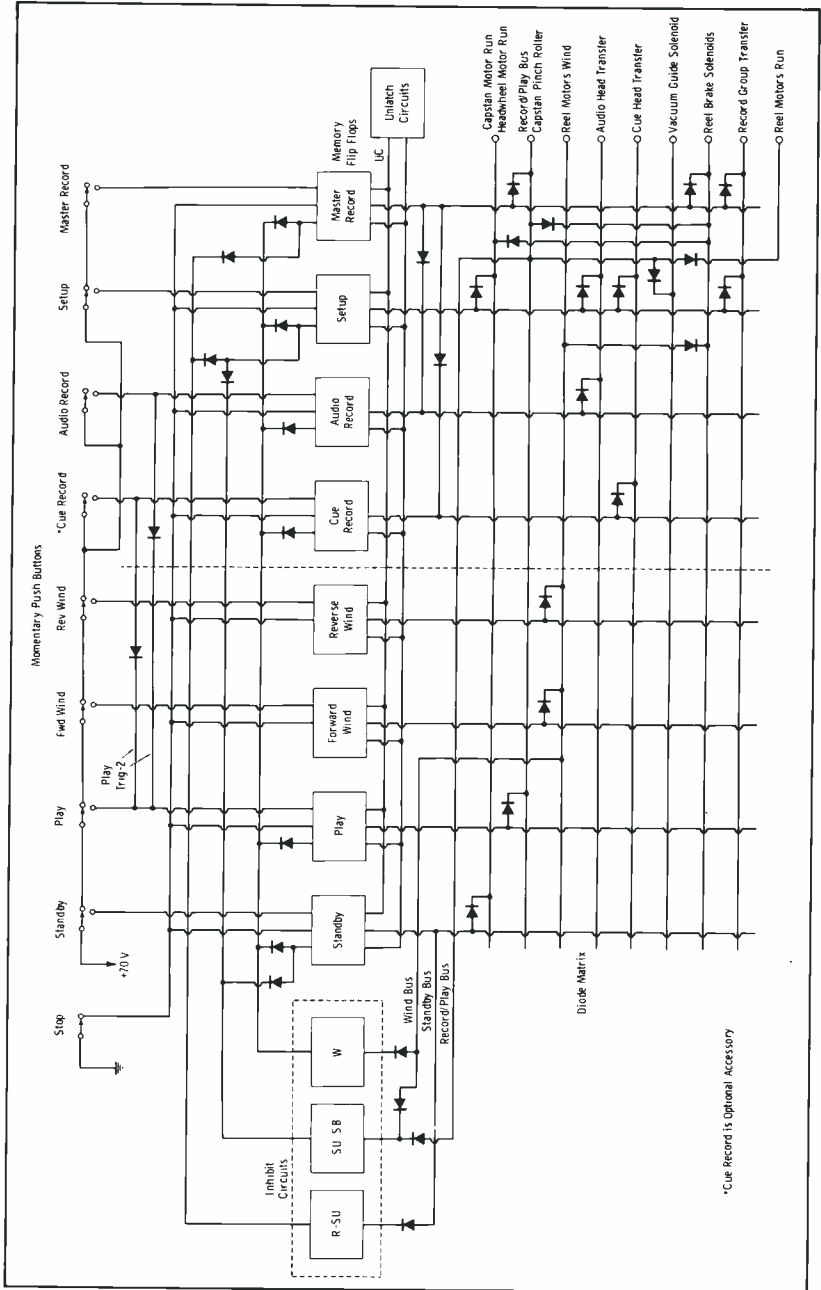 Momentary Push Buttons
Stop
Standby
Play
Fwd Wind
Rev Wind
*Cue Record
Audio Record
Setup
Master Record
+70 V
Play
Trig-2
Memory
Flip Flops
UC
Unlatch
Circuits
Inhibit
Circuits
R-SU
SU SB
W
Standby
Play
Forward
Wind
Reverse
Wind
Cue
Record
Audio
Record
Setup
Master
Record
Wind Bus
Standby Bus
Record/Play Bus
Capstan Motor Run
Headwheel Motor Run
Record/Play Bus
Capstan Pinch Roller
Reel Motors Wind
Audio Head Transfer
Cue Head Transfer
Vacuum Guide Solenoid
Reel Brake Solenoids
Record Group Transfer
Reel Motors Run
Diode Matrix
*Cue Record is Optional Accessory